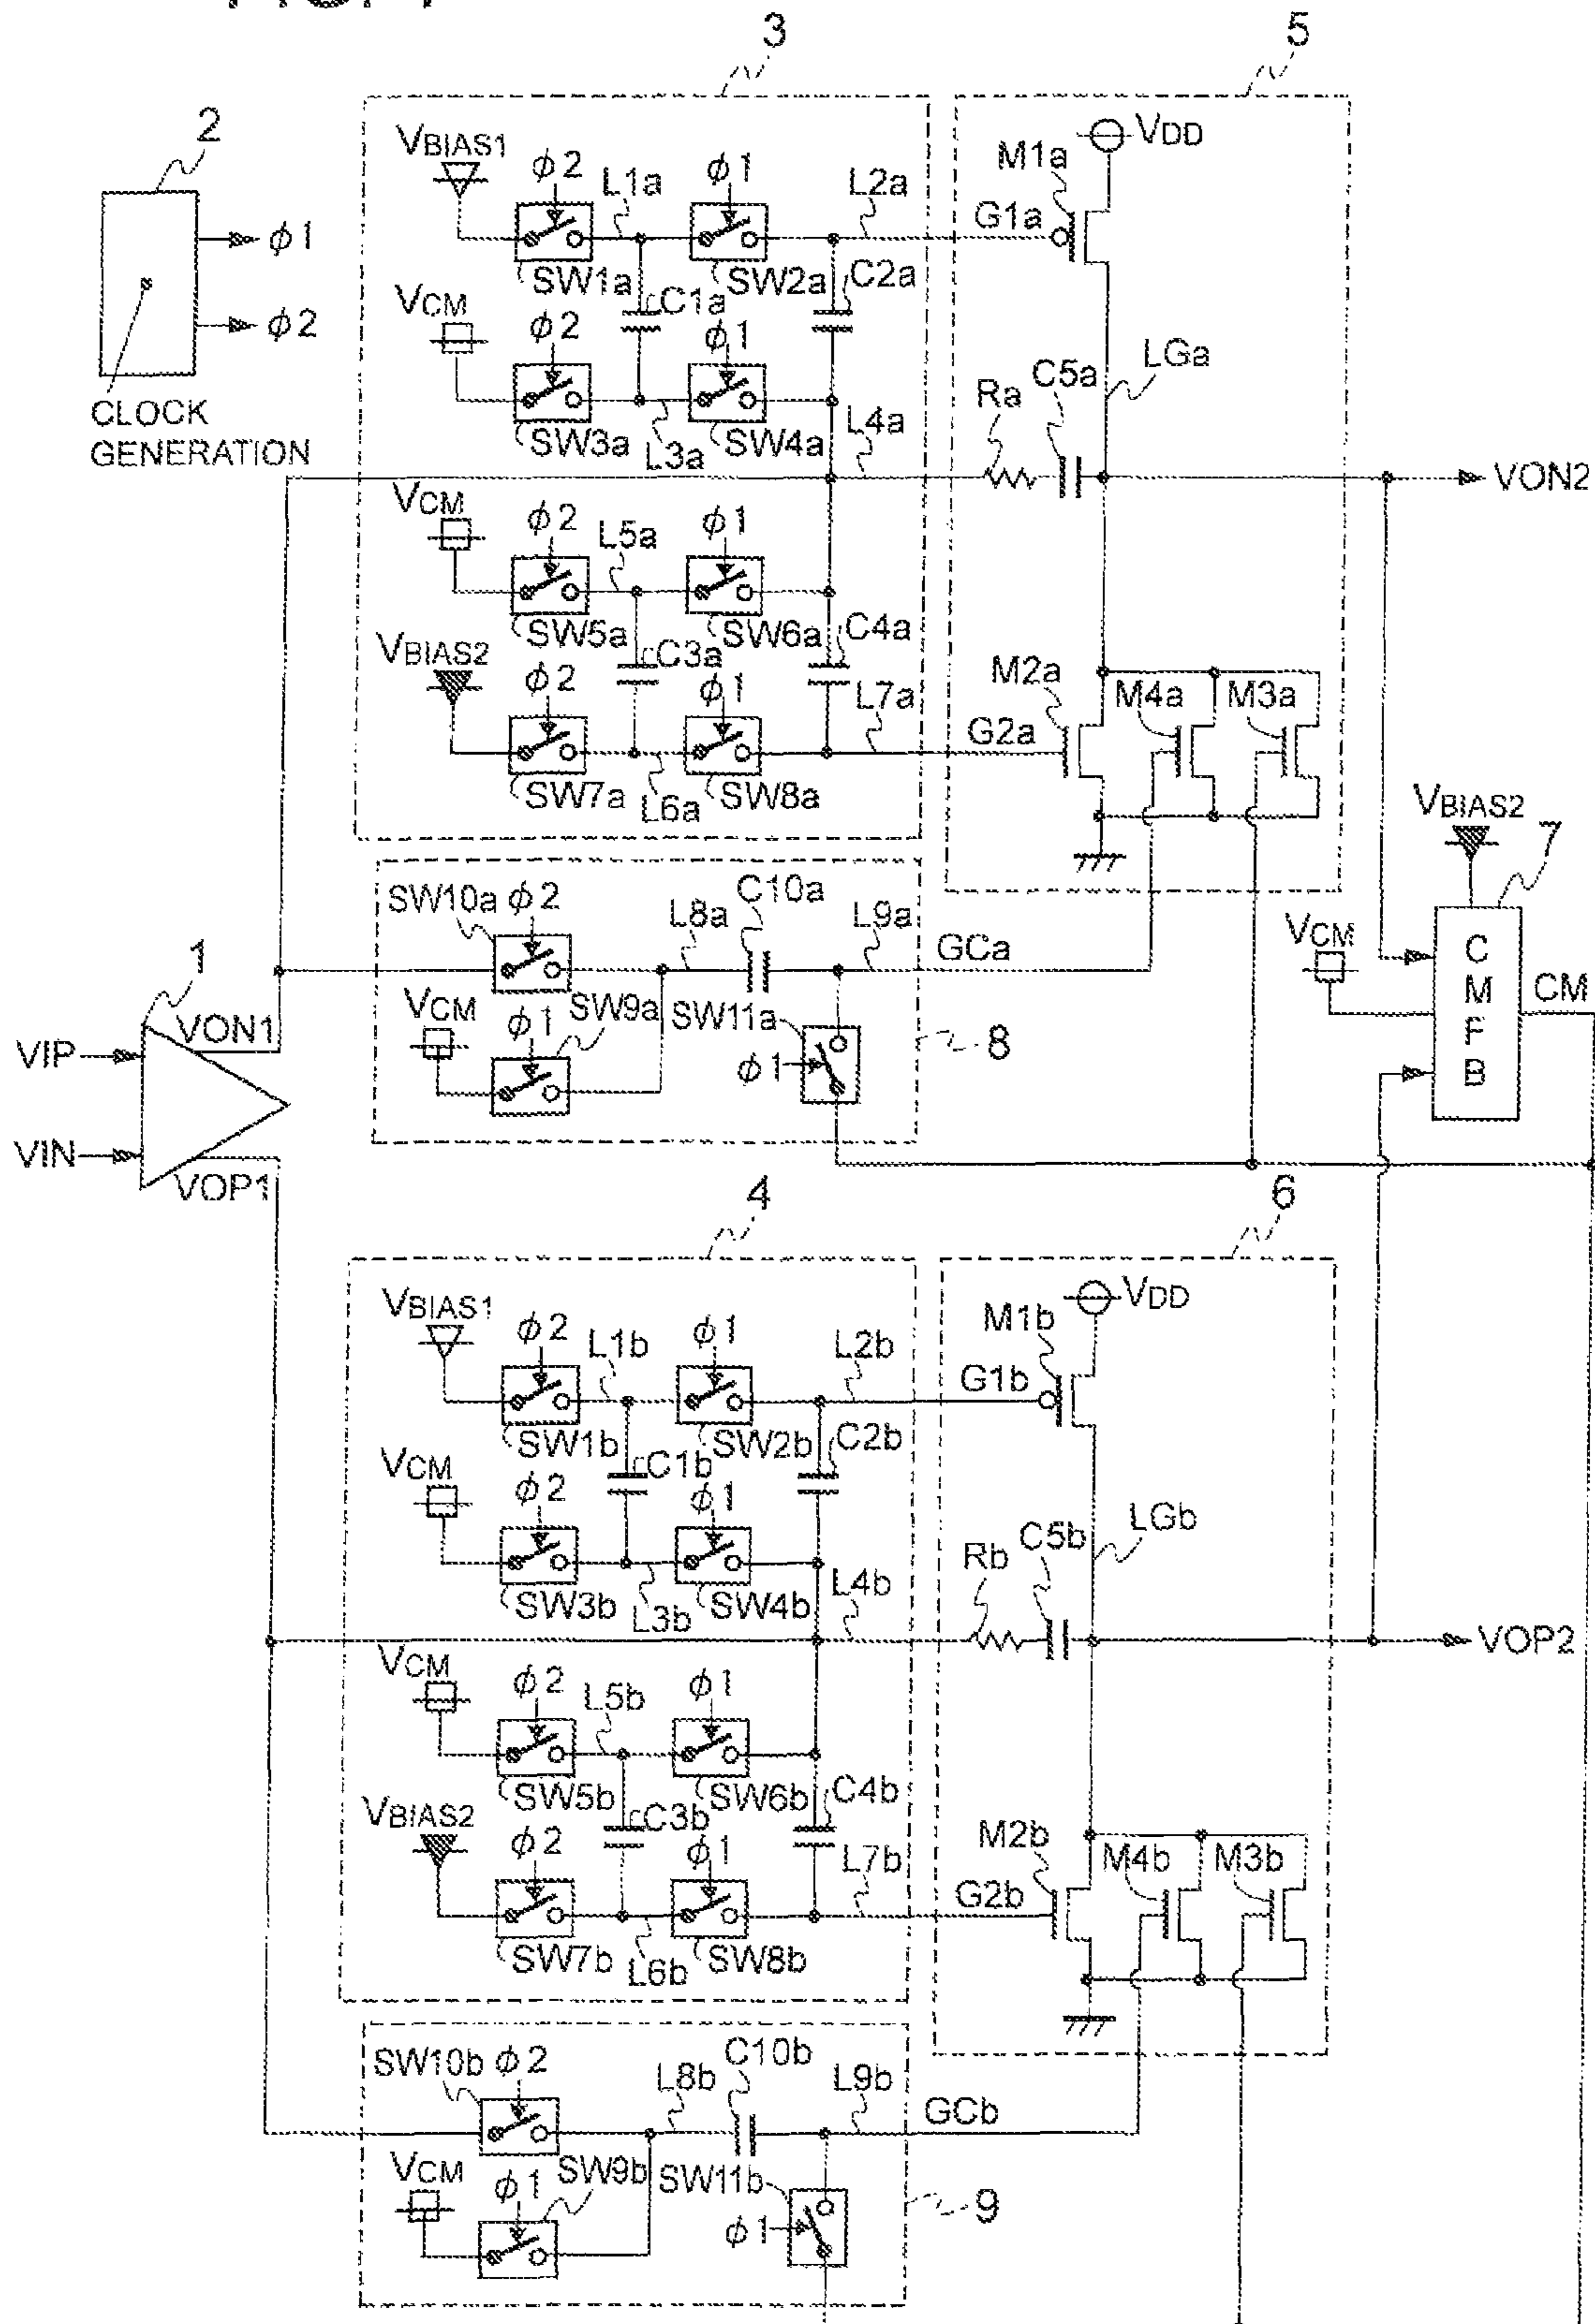 3
5
2
φ1
φ2
CLOCK
GENERATION
VBIAS1
φ2
L1a
φ1
L2a
SW1a
SW2a
C2a
C1a
VCM
φ2
φ1
SW3a
L3a
SW4a
L4a
VCM
φ2
L5a
φ1
SW5a
SW6a
C4a
C3a
VBIAS2
φ2
φ1
L7a
SW7a
L6a
SW8a
VDD
M1a
G1a
LGa
Ra
C5a
VON2
M2a
M4a
M3a
G2a
VBIAS2
7
VCM
C
M
F
B
CM
SW10a
φ2
L8a
C10a
L9a
GCa
VCM
φ1
SW9a
SW11a
φ1
8
1
VIP
VIN
VON1
VOP1
4
6
VBIAS1
φ2
L1b
φ1
L2b
SW1b
SW2b
C2b
C1b
VCM
φ2
φ1
SW3b
L3b
SW4b
L4b
VCM
φ2
L5b
φ1
SW5b
SW6b
C4b
C3b
VBIAS2
φ2
φ1
L7b
SW7b
L6b
SW8b
VDD
M1b
G1b
LGb
Rb
C5b
VOP2
M2b
M4b
M3b
G2b
SW10b
φ2
L8b
C10b
L9b
GCb
VCM
φ1
SW9b
SW11b
φ1
9